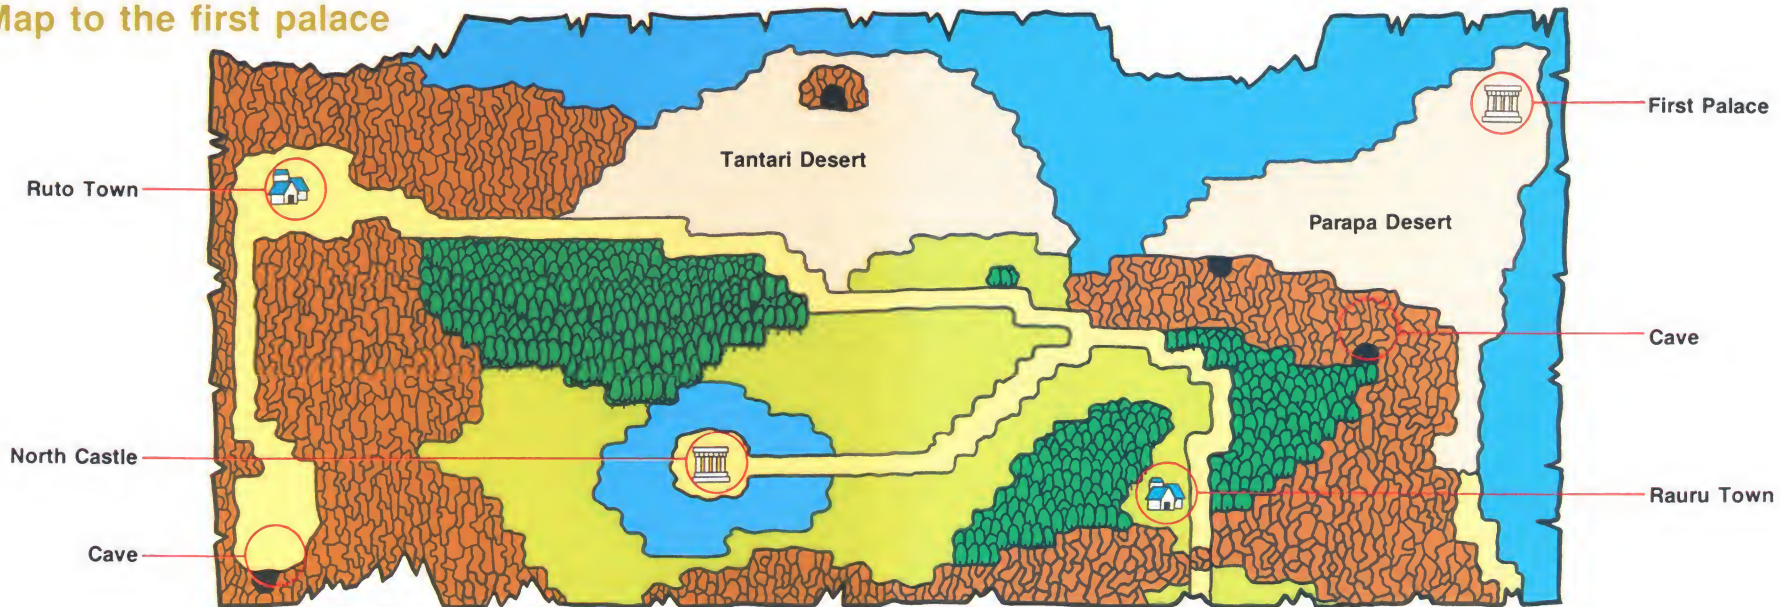 Map to the first palace
First Palace
Tantari Desert
Ruto Town
Parapa Desert
Cave
North Castle
Rauru Town
Cave